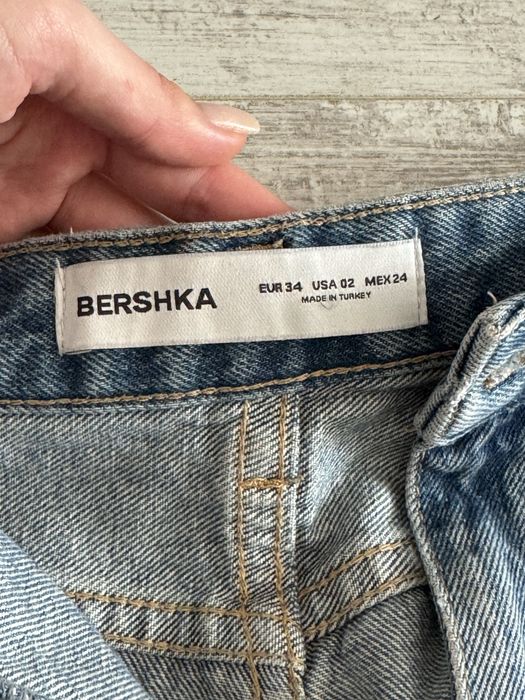 BERSHKA
EUR 34 USA 02 MEX 24
MADE IN TURKEY